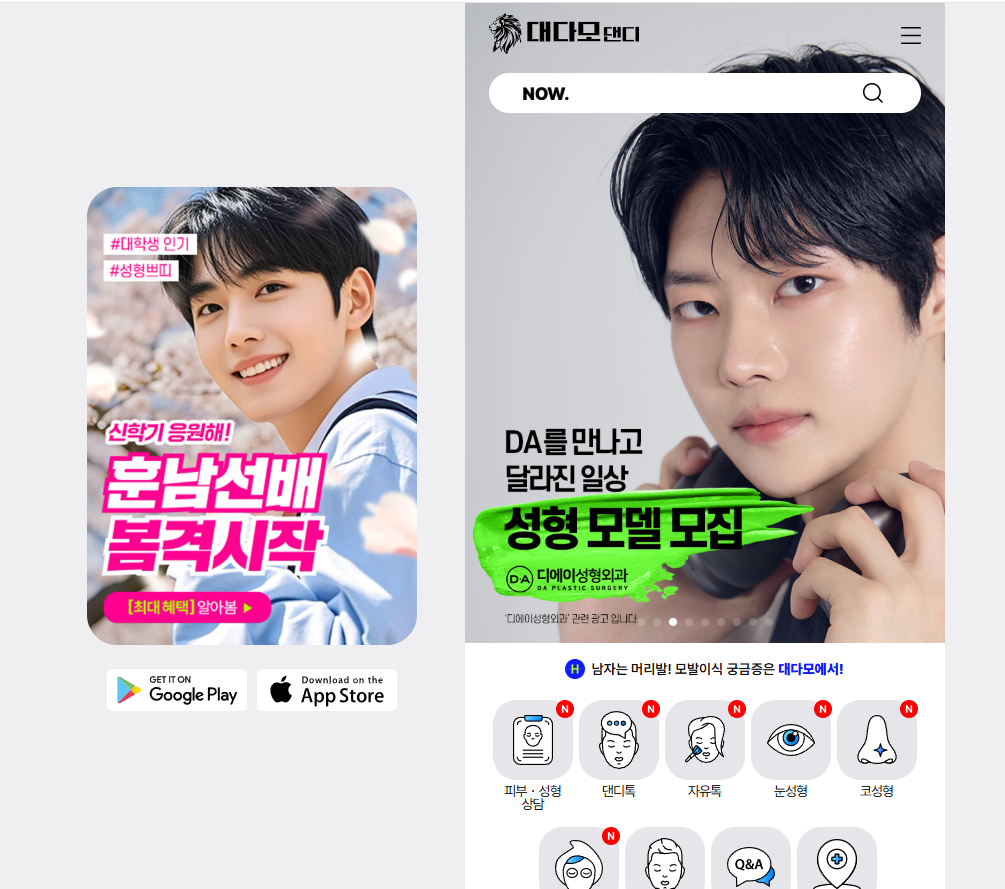 대다모 댄디
NOW.
#대학생 인기
#성형쁘띠
신학기 응원해!
훈남선배
봄격시작
[최대 혜택] 알아봄 ▶
GET IT ON
Google Play
Download on the
App Store
DA를 만나고
달라진 일상
성형 모델 모집
D·A 디에이성형외과
DA PLASTIC SURGERY
'디에이성형외과' 관련 광고 입니다.
H 남자는 머리발! 모발이식 궁금증은 대다모에서!
N N N N N
피부·성형
상담
댄디톡
자유톡
눈성형
코성형
N
Q&A